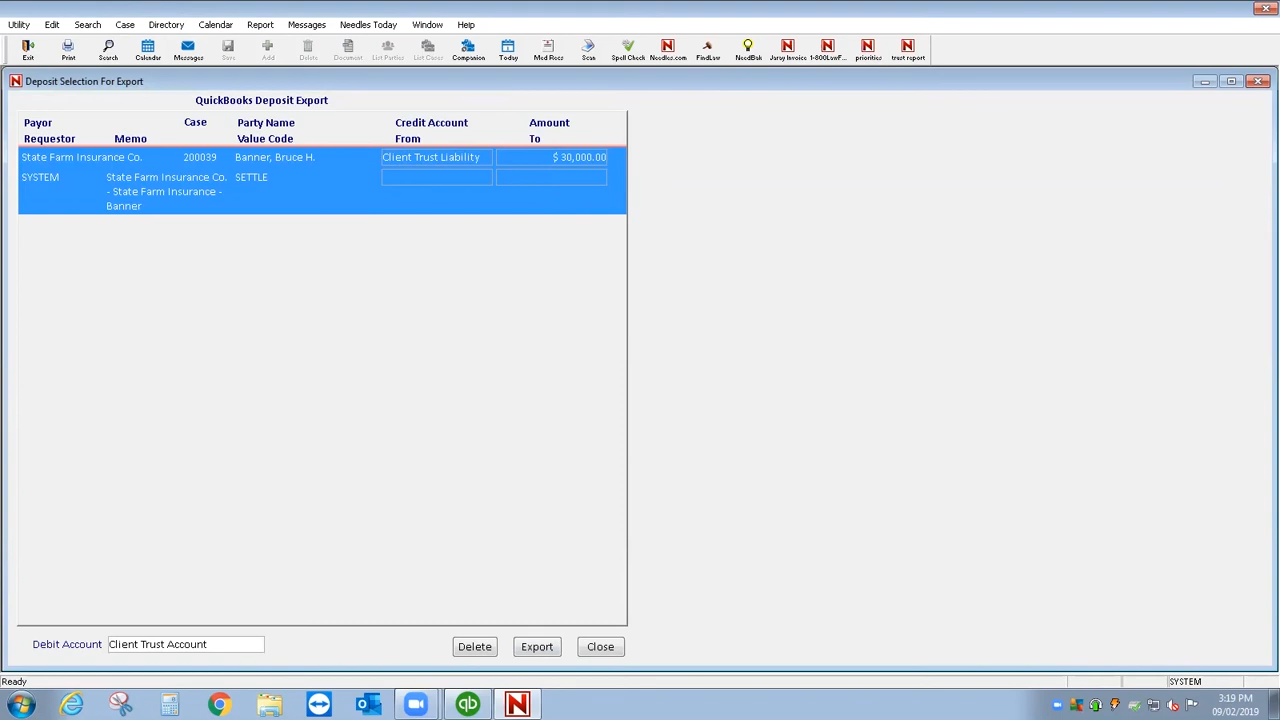 Utility Edit Search Case Directory Calendar Report Messages Needles Today Window Help
Exit Print Search Calendar Messages Save Add Delete Document List Parties List Cases Companion Today Med Recs Scan Spell Check Needles.com FindLaw NeedBsk Jarsy Invoice 1-800LawF... priorities trust report
Deposit Selection For Export
QuickBooks Deposit Export
Payor Case Party Name Credit Account Amount
Requestor Memo Value Code From To
State Farm Insurance Co. 200039 Banner, Bruce H. Client Trust Liability $ 30,000.00
SYSTEM State Farm Insurance Co. SETTLE
- State Farm Insurance -
Banner
Debit Account Client Trust Account Delete Export Close
Ready SYSTEM
3:19 PM
09/02/2019